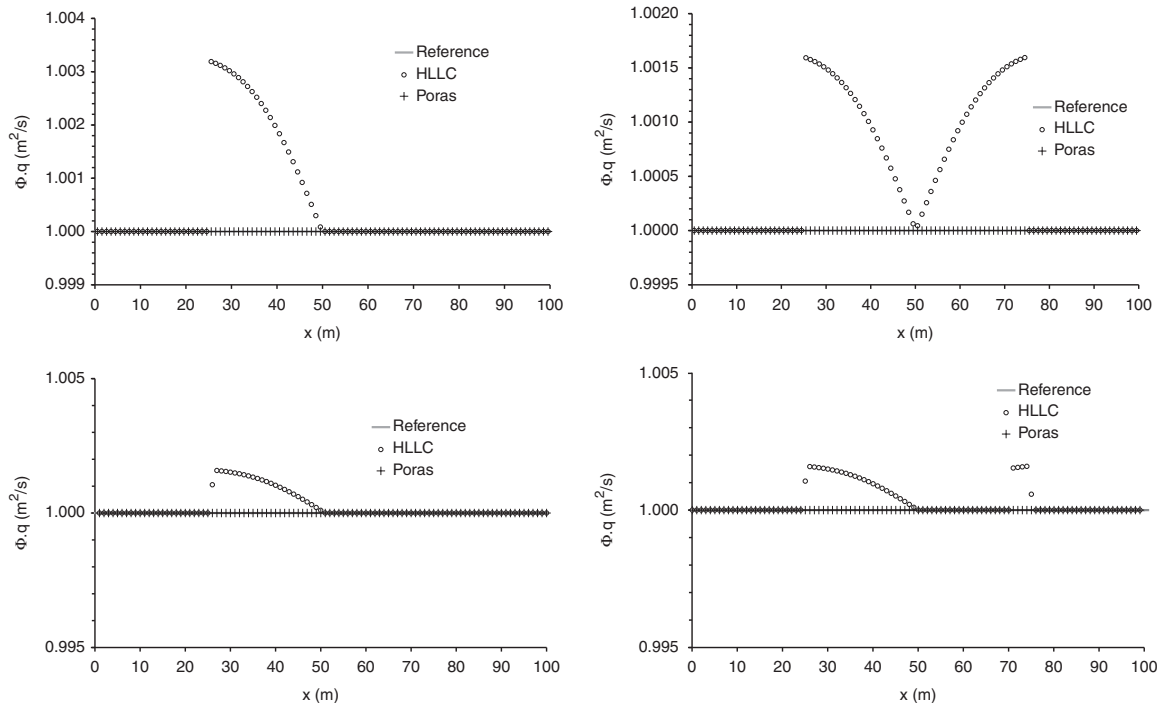 1.004
1.003
1.002
1.001
1.000
0.999
Φ.q (m²/s)
0 10 20 30 40 50 60 70 80 90 100
x (m)
Reference
HLLC
Poras
1.0020
1.0015
1.0010
1.0005
1.0000
0.9995
Φ.q (m²/s)
0 10 20 30 40 50 60 70 80 90 100
x (m)
Reference
HLLC
Poras
1.005
1.000
0.995
Φ.q (m²/s)
0 10 20 30 40 50 60 70 80 90 100
x (m)
Reference
HLLC
Poras
1.005
1.000
0.995
Φ.q (m²/s)
0 10 20 30 40 50 60 70 80 90 100
x (m)
Reference
HLLC
Poras